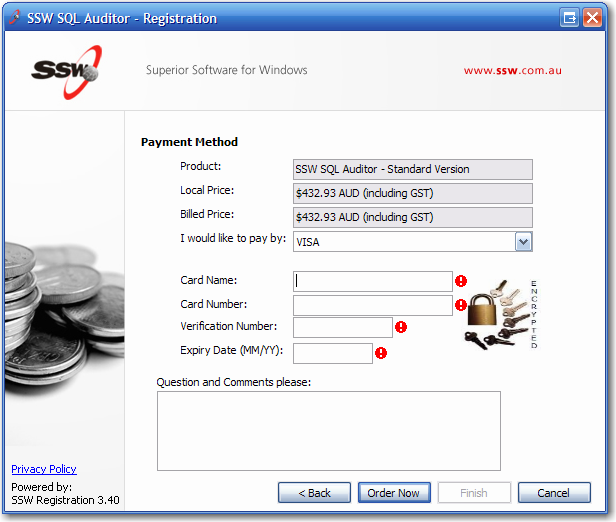 SSW SQL Auditor - Registration
SSW
Superior Software for Windows
www.ssw.com.au
Payment Method
Product: SSW SQL Auditor - Standard Version
Local Price: $432.93 AUD (including GST)
Billed Price: $432.93 AUD (including GST)
I would like to pay by: VISA
Card Name:
Card Number:
Verification Number:
Expiry Date (MM/YY):
ENCRYPTED
Question and Comments please:
Privacy Policy
Powered by:
SSW Registration 3.40
< Back
Order Now
Finish
Cancel